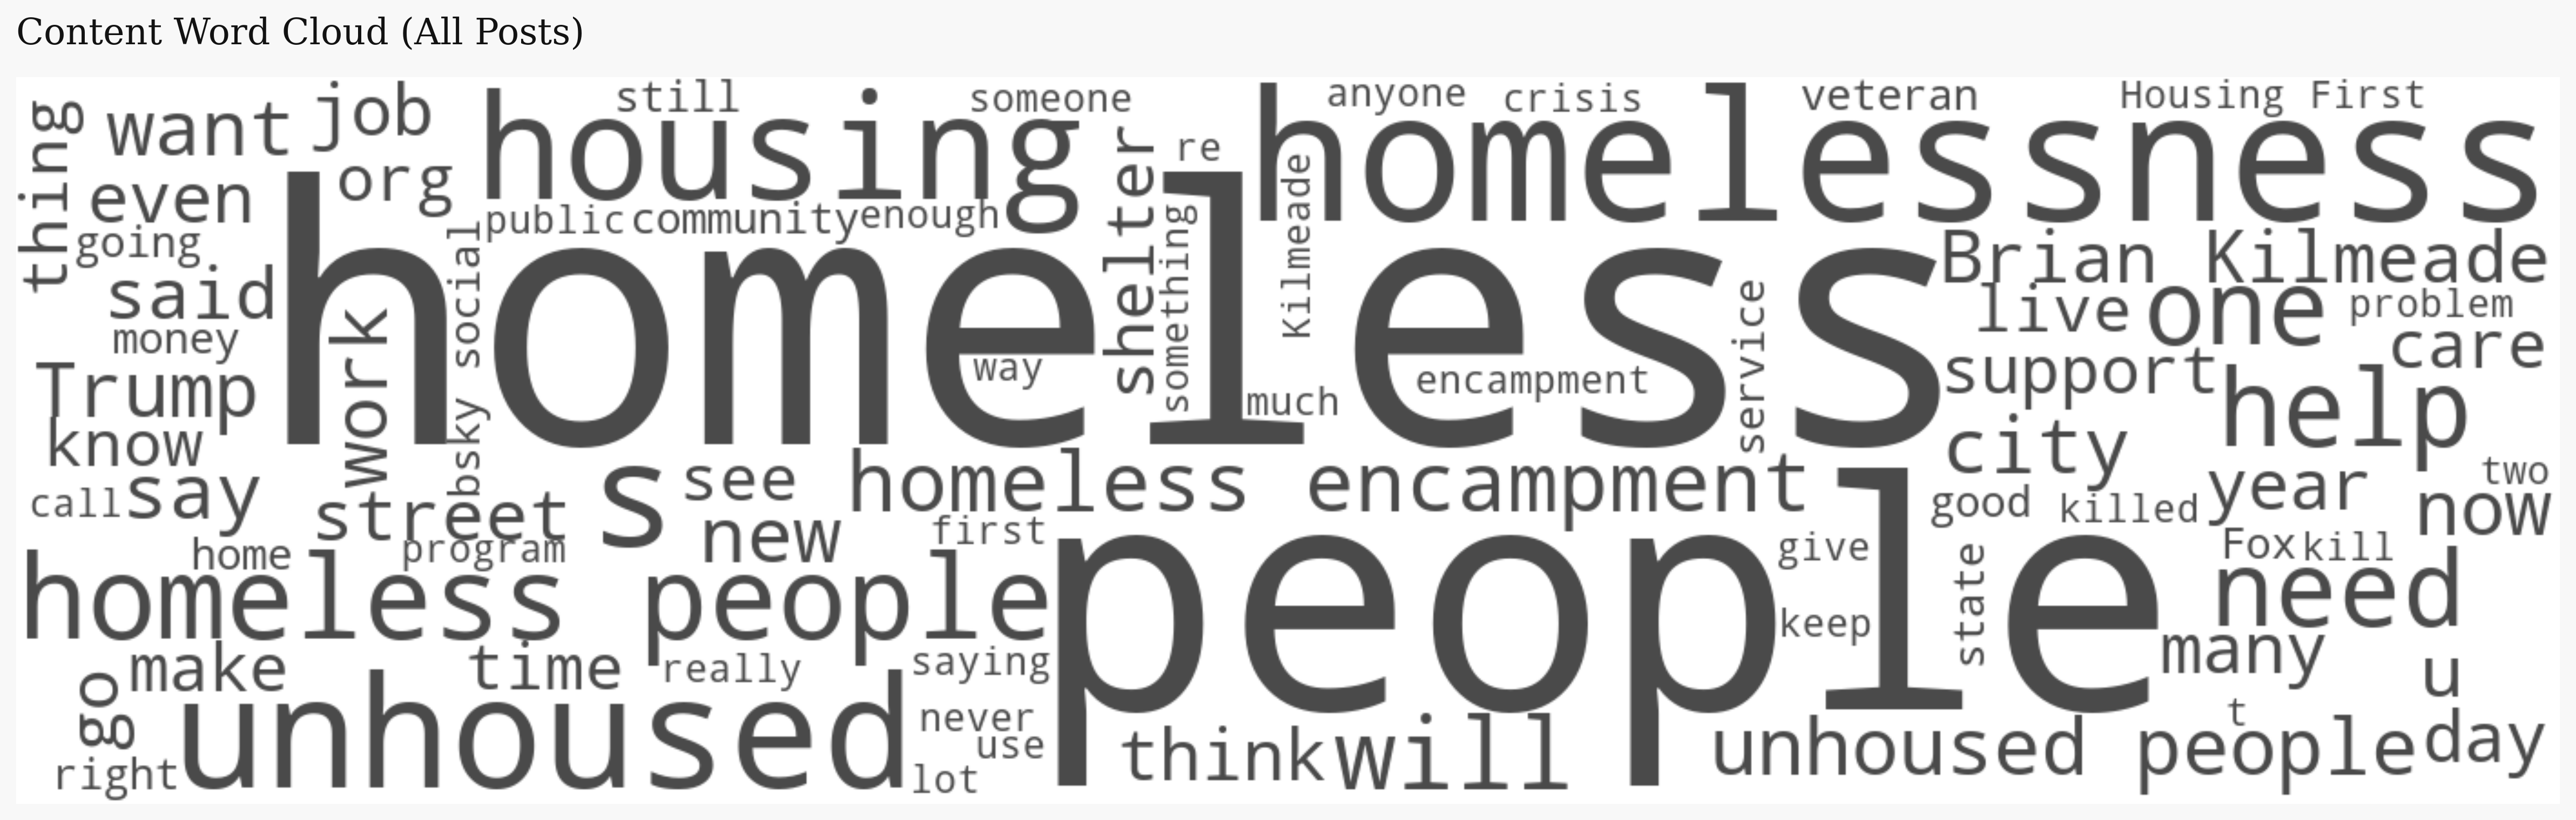 Content Word Cloud (All Posts)
thing
want
job
still
housing
someone
homelessness
anyone
crisis
veteran
Housing First
even
org
going
public
community
enough
shelter
re
something
Kilmeade
Brian Kilmeade
said
homeless
live
one
problem
money
work
bsky social
way
much
encampment
service
support
care
Trump
know
help
city
call
say
street
s
see
homeless encampment
year
two
now
new
first
people
good
killed
home
program
give
Fox
kill
homeless people
keep
state
need
make
time
really
saying
many
u
go
unhoused
never
use
right
lot
think
will
unhoused people
t
day